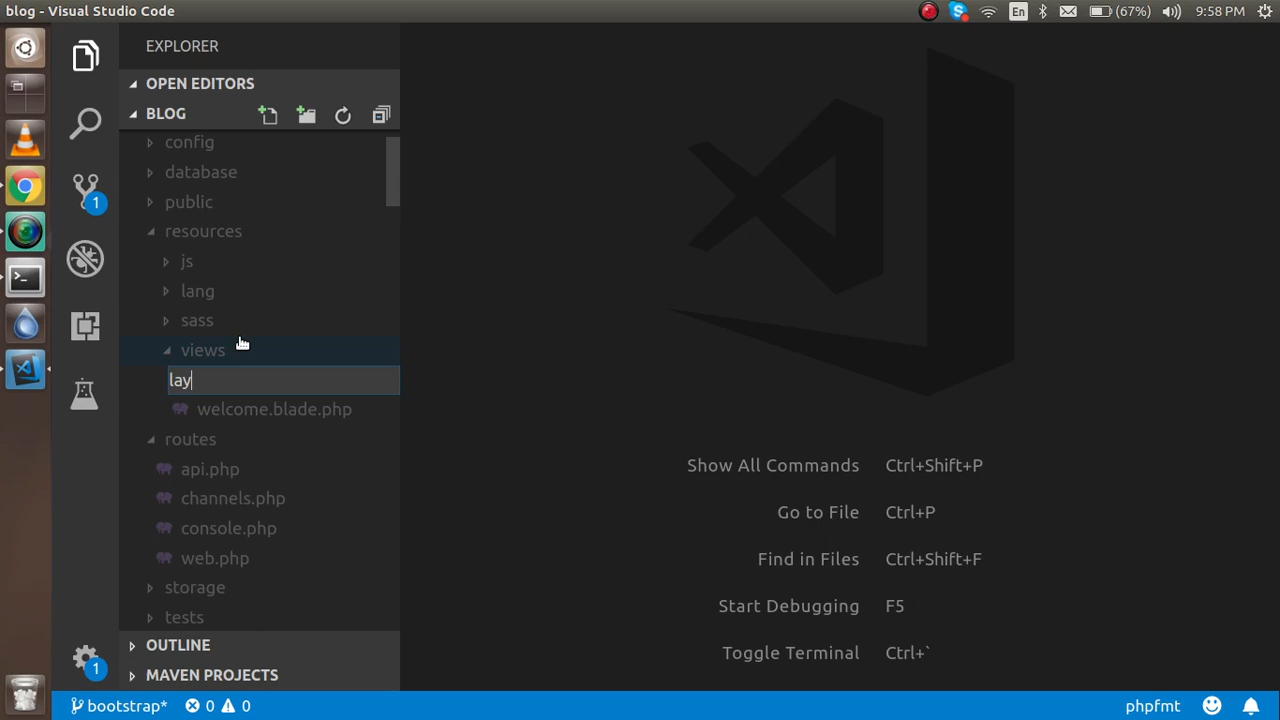 blog - Visual Studio Code
En
(67%)
9:58 PM
EXPLORER
OPEN EDITORS
BLOG
config
database
public
1
resources
js
lang
sass
views
lay
welcome.blade.php
routes
api.php
channels.php
console.php
web.php
storage
tests
OUTLINE
1
MAVEN PROJECTS
Show All Commands Ctrl+Shift+P
Go to File Ctrl+P
Find in Files Ctrl+Shift+F
Start Debugging F5
Toggle Terminal Ctrl+`
bootstrap* 0 0 phpfmt